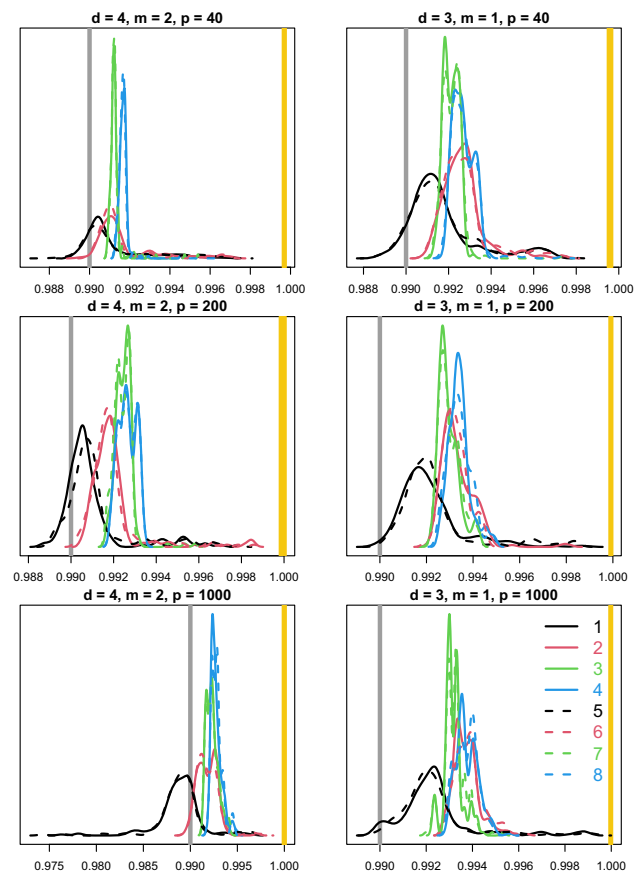 d = 4, m = 2, p = 40
0.988 0.990 0.992 0.994 0.996 0.998 1.000
d = 3, m = 1, p = 40
0.988 0.990 0.992 0.994 0.996 0.998 1.000
d = 4, m = 2, p = 200
0.988 0.990 0.992 0.994 0.996 0.998 1.000
d = 3, m = 1, p = 200
0.990 0.992 0.994 0.996 0.998 1.000
d = 4, m = 2, p = 1000
0.975 0.980 0.985 0.990 0.995 1.000
d = 3, m = 1, p = 1000
1
2
3
4
5
6
7
8
0.990 0.992 0.994 0.996 0.998 1.000